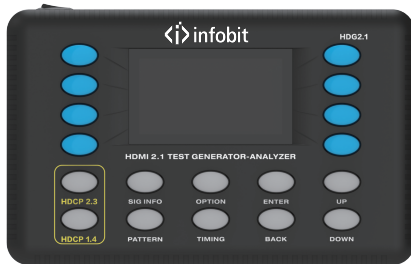 <i> infobit
HDG2.1
HDMI 2.1 TEST GENERATOR-ANALYZER
HDCP 2.3 SIG INFO OPTION ENTER UP
HDCP 1.4 PATTERN TIMING BACK DOWN